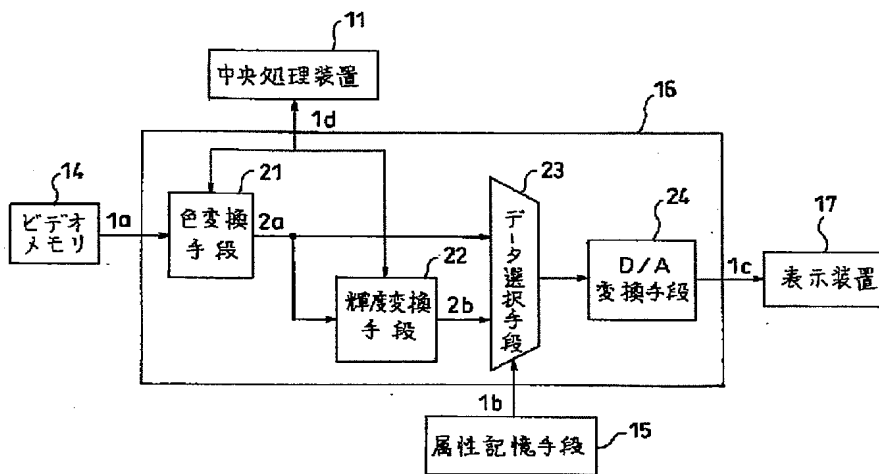 11
中央処理装置
1d
16
14
ビデオ
メモリ
1a
21
色変換
手段
2a
22
輝度変換
手段
2b
23
データ選択手段
24
D/A
変換手段
1c
17
表示装置
1b
属性記憶手段
15